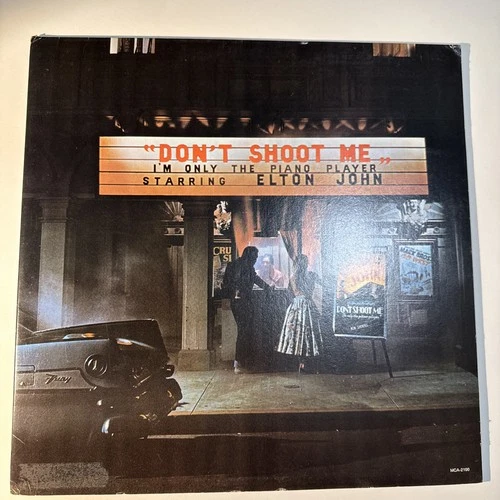 “DON'T SHOOT ME„
I'M ONLY THE PIANO PLAYER
STARRING ELTON JOHN
DON'T SHOOT ME
Fury
MCA-2100